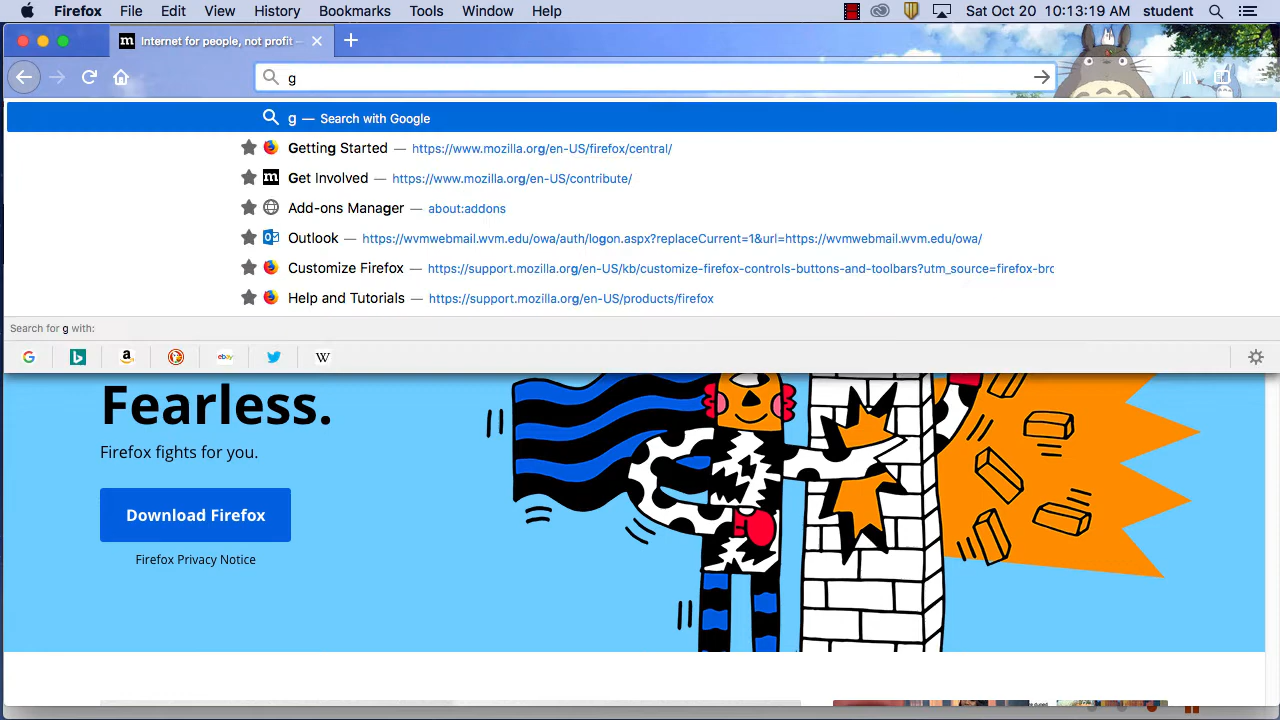 Firefox File Edit View History Bookmarks Tools Window Help Sat Oct 20 10:13:19 AM student
m Internet for people, not profit —
g
g — Search with Google
Getting Started — https://www.mozilla.org/en-US/firefox/central/
m Get Involved — https://www.mozilla.org/en-US/contribute/
Add-ons Manager — about:addons
Outlook — https://wvmwebmail.wvm.edu/owa/auth/logon.aspx?replaceCurrent=1&url=https://wvmwebmail.wvm.edu/owa/
Customize Firefox — https://support.mozilla.org/en-US/kb/customize-firefox-controls-buttons-and-toolbars?utm_source=firefox-bro
Help and Tutorials — https://support.mozilla.org/en-US/products/firefox
Search for g with:
G b a ebay W
Fearless.
Firefox fights for you.
Download Firefox
Firefox Privacy Notice